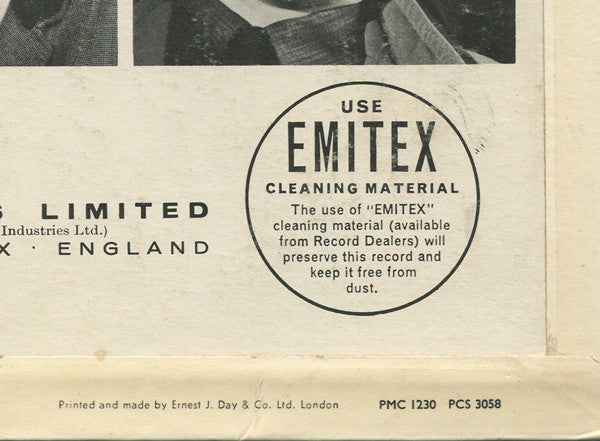 USE
EMITEX
CLEANING MATERIAL
The use of "EMITEX"
cleaning material (available
from Record Dealers) will
preserve this record and
keep it free from
dust.
S LIMITED
Industries Ltd.)
X · ENGLAND
Printed and made by Ernest J. Day & Co. Ltd. London
PMC 1230 PCS 3058